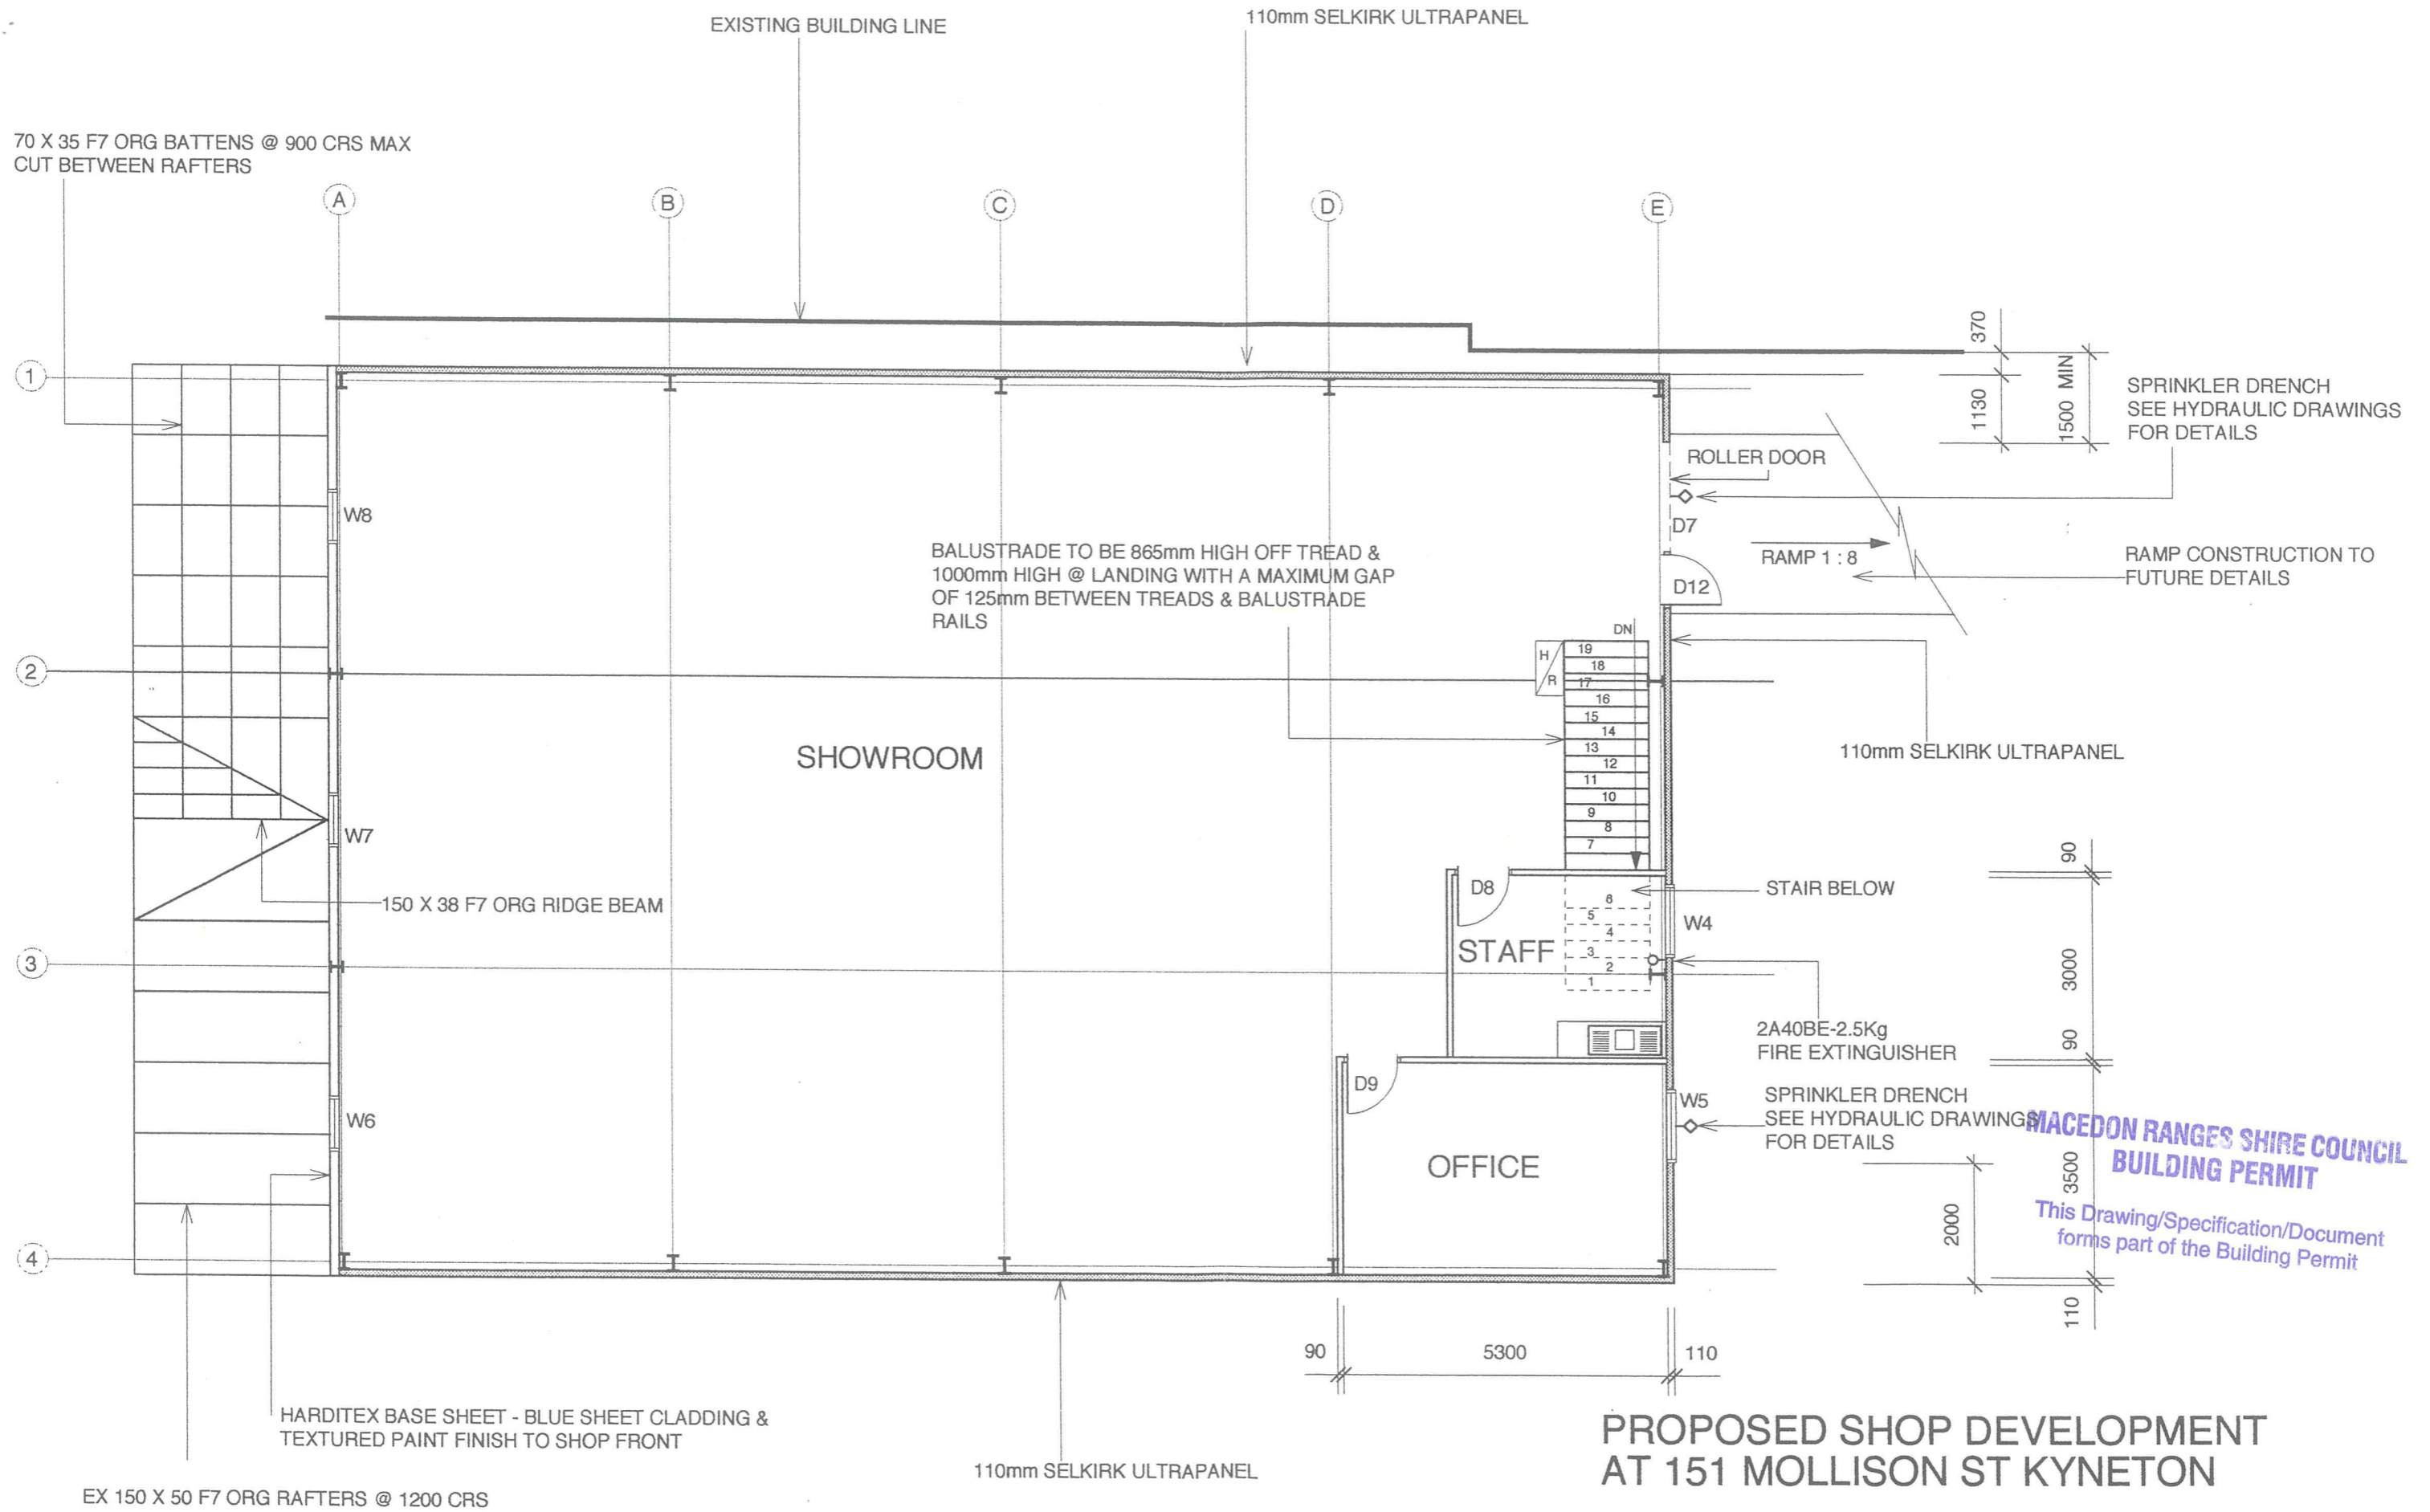 EXISTING BUILDING LINE
110mm SELKIRK ULTRAPANEL
70 X 35 F7 ORG BATTENS @ 900 CRS MAX
CUT BETWEEN RAFTERS
A
B
C
D
E
370
1
1130
1500 MIN
SPRINKLER DRENCH
SEE HYDRAULIC DRAWINGS
FOR DETAILS
ROLLER DOOR
W8
D7
BALUSTRADE TO BE 865mm HIGH OFF TREAD &
1000mm HIGH @ LANDING WITH A MAXIMUM GAP
OF 125mm BETWEEN TREADS & BALUSTRADE
RAILS
RAMP 1 : 8
RAMP CONSTRUCTION TO
FUTURE DETAILS
D12
DN
2
H
R
19
18
17
16
15
14
13
12
11
10
9
8
7
SHOWROOM
110mm SELKIRK ULTRAPANEL
W7
90
150 X 38 F7 ORG RIDGE BEAM
D8
STAIR BELOW
6
5
4
3
2
1
W4
STAFF
3
3000
2A40BE-2.5Kg
FIRE EXTINGUISHER
90
D9
W6
W5
SPRINKLER DRENCH
SEE HYDRAULIC DRAWINGS
FOR DETAILS
MACEDON RANGES SHIRE COUNCIL
BUILDING PERMIT
This Drawing/Specification/Document
forms part of the Building Permit
OFFICE
3500
2000
4
110
90
5300
110
HARDITEX BASE SHEET - BLUE SHEET CLADDING &
TEXTURED PAINT FINISH TO SHOP FRONT
110mm SELKIRK ULTRAPANEL
EX 150 X 50 F7 ORG RAFTERS @ 1200 CRS
PROPOSED SHOP DEVELOPMENT
AT 151 MOLLISON ST KYNETON